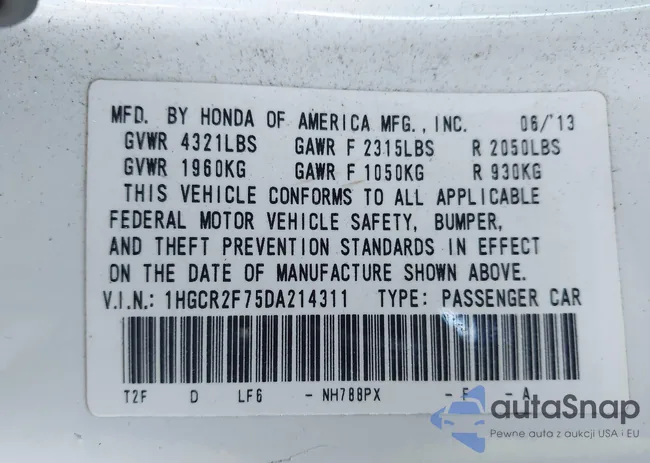 MFD. BY HONDA OF AMERICA MFG., INC. 06/'13
GVWR 4321LBS GAWR F 2315LBS R 2050LBS
GVWR 1960KG GAWR F 1050KG R 930KG
THIS VEHICLE CONFORMS TO ALL APPLICABLE
FEDERAL MOTOR VEHICLE SAFETY, BUMPER,
AND THEFT PREVENTION STANDARDS IN EFFECT
ON THE DATE OF MANUFACTURE SHOWN ABOVE.
V.I.N.: 1HGCR2F75DA214311 TYPE: PASSENGER CAR
T2F D LF6 - NH788PX - E - A
autaSnap
Pewne auta z aukcji USA i EU